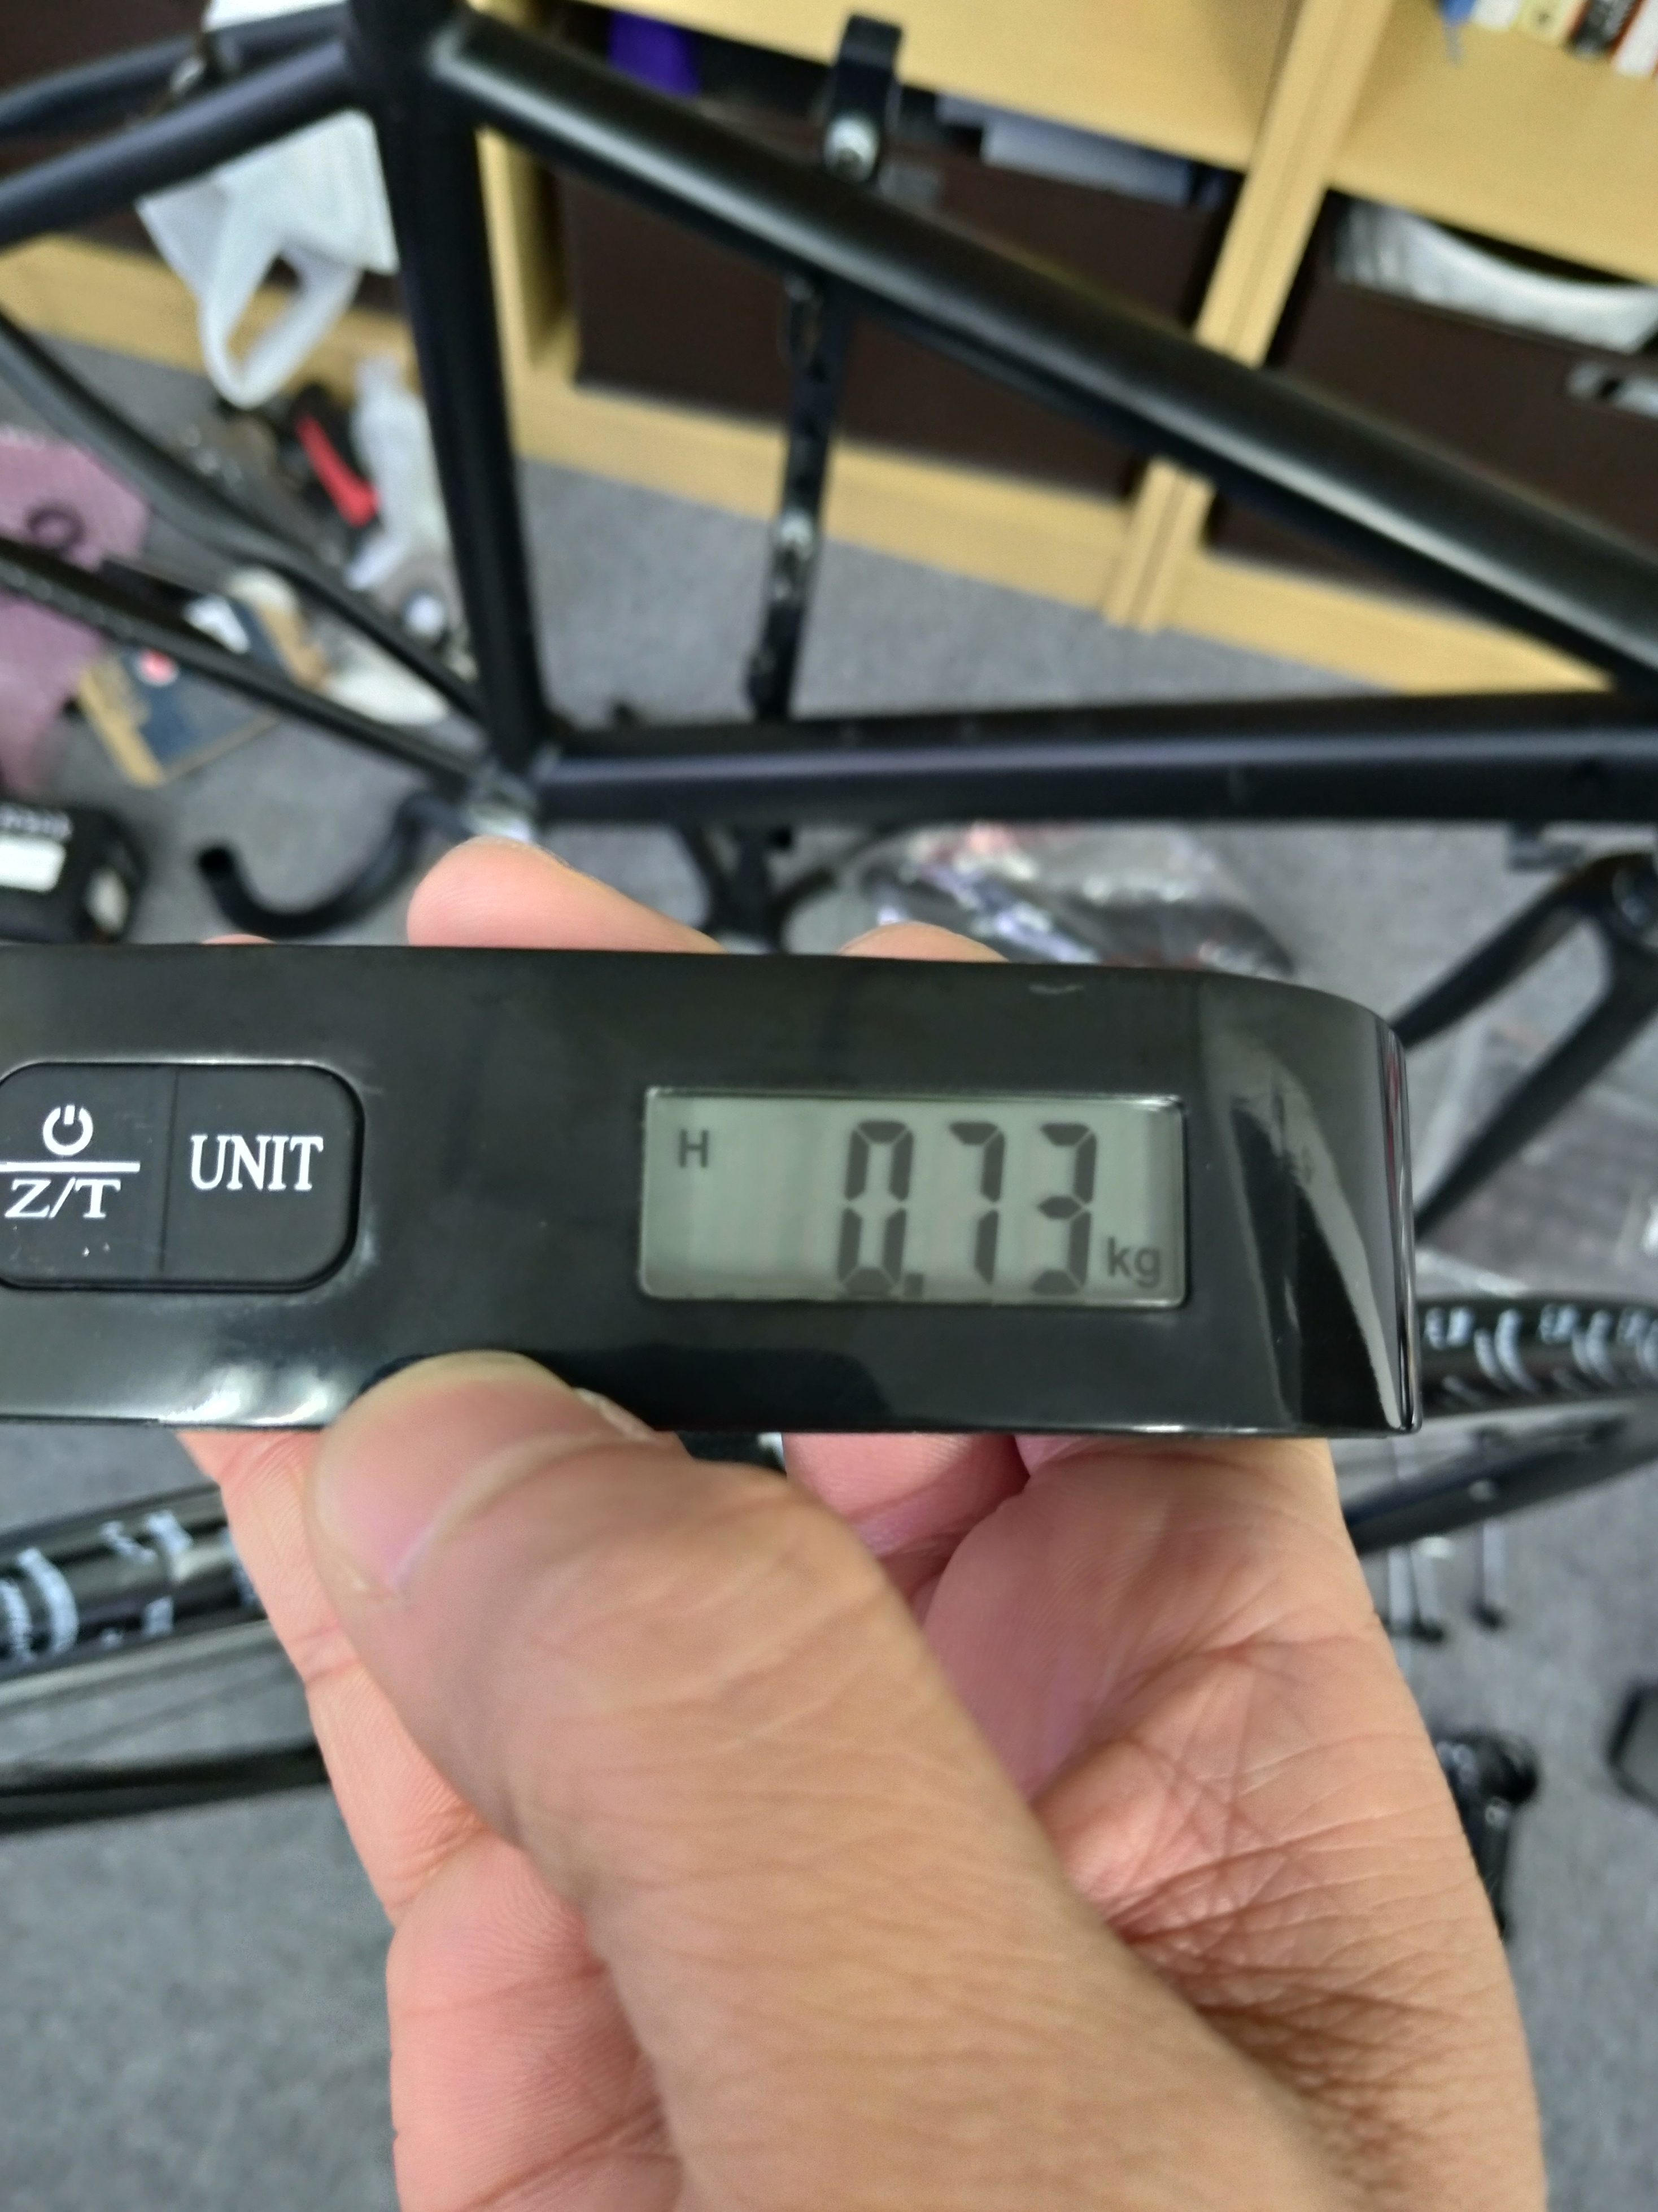 H 0.73 kg
⏻ UNIT
Z/T